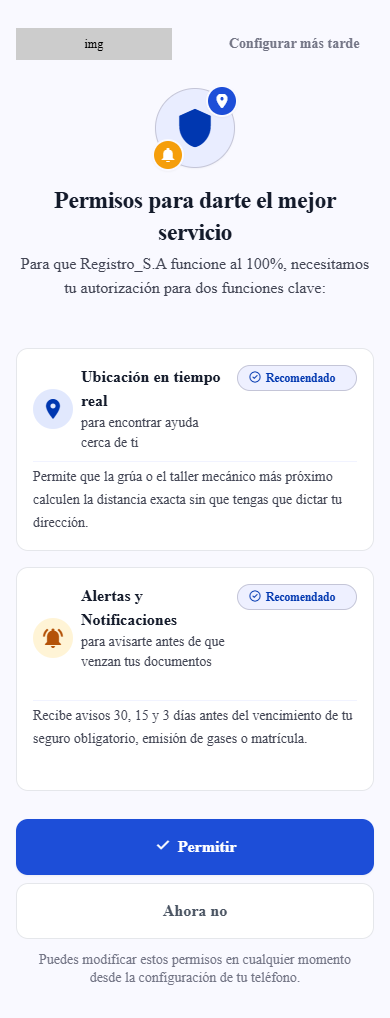 img
Configurar más tarde
Permisos para darte el mejor
servicio
Para que Registro_S.A funcione al 100%, necesitamos
tu autorización para dos funciones clave:
Ubicación en tiempo
real
Recomendado
para encontrar ayuda
cerca de ti
Permite que la grúa o el taller mecánico más próximo
calculen la distancia exacta sin que tengas que dictar tu
dirección.
Alertas y
Notificaciones
Recomendado
para avisarte antes de que
venzan tus documentos
Recibe avisos 30, 15 y 3 días antes del vencimiento de tu
seguro obligatorio, emisión de gases o matrícula.
Permitir
Ahora no
Puedes modificar estos permisos en cualquier momento
desde la configuración de tu teléfono.